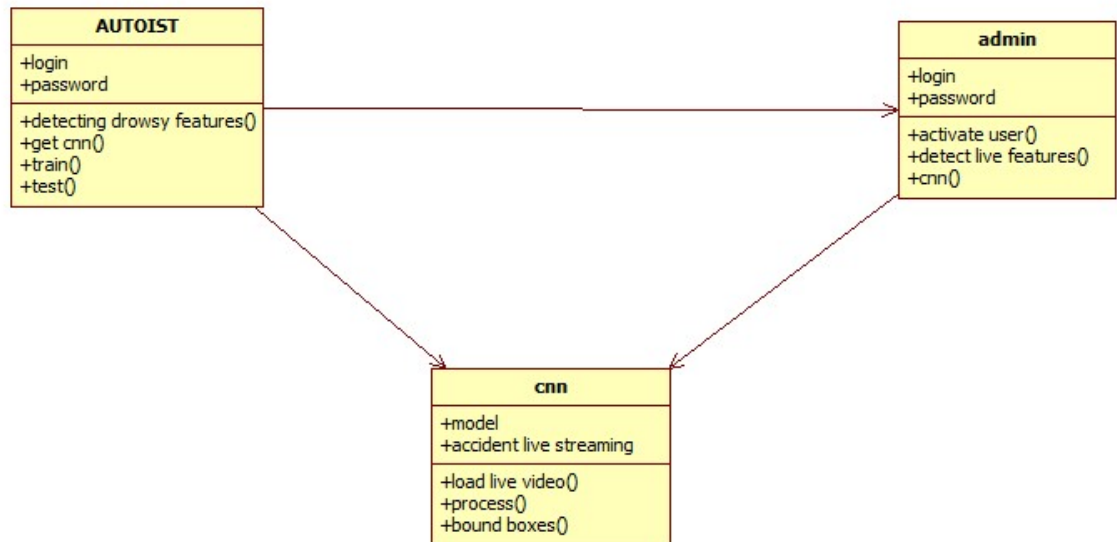 AUTOIST
+login
+password
+detecting drowsy features()
+get cnn()
+train()
+test()
admin
+login
+password
+activate user()
+detect live features()
+cnn()
cnn
+model
+accident live streaming
+load live video()
+process()
+bound boxes()